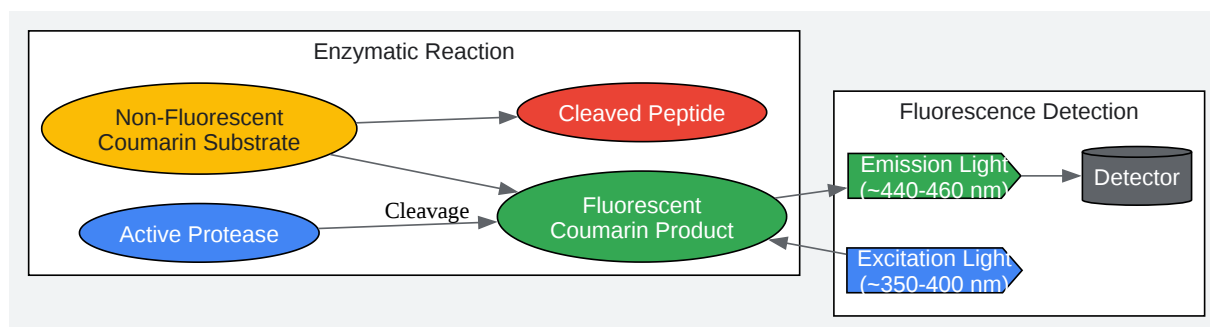 Enzymatic Reaction
Non-Fluorescent
Coumarin Substrate
Cleaved Peptide
Active Protease
Cleavage
Fluorescent
Coumarin Product
Fluorescence Detection
Emission Light
(~440-460 nm)
Detector
Excitation Light
(~350-400 nm)